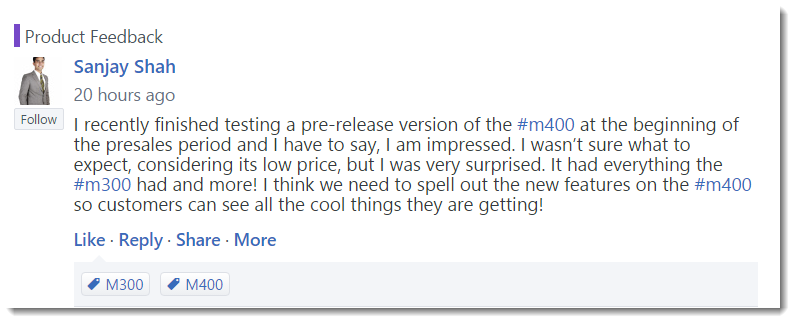 Product Feedback
Sanjay Shah
20 hours ago
Follow
I recently finished testing a pre-release version of the #m400 at the beginning of
the presales period and I have to say, I am impressed. I wasn’t sure what to
expect, considering its low price, but I was very surprised. It had everything the
#m300 had and more! I think we need to spell out the new features on the #m400
so customers can see all the cool things they are getting!
Like · Reply · Share · More
M300 M400